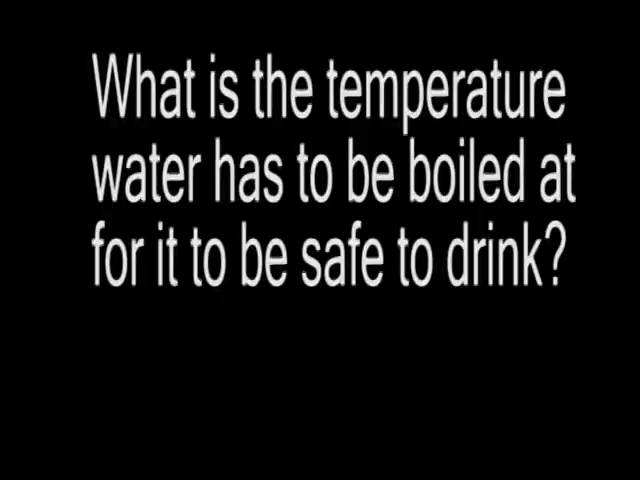 What is the temperature
water has to be boiled at
for it to be safe to drink?